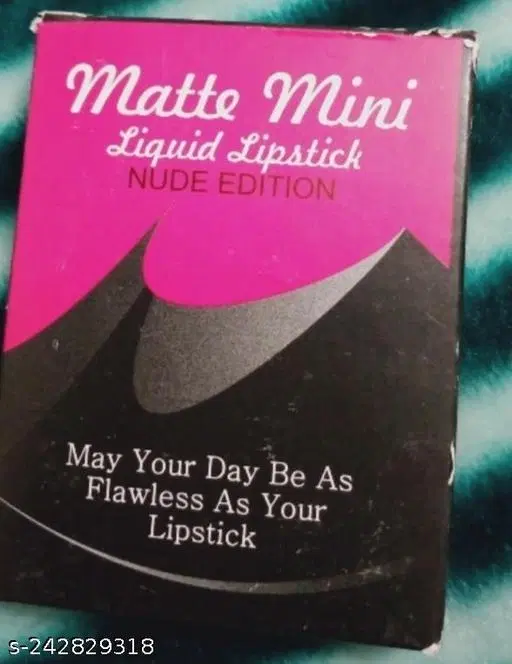 Matte Mini
Liquid Lipstick
NUDE EDITION
May Your Day Be As
Flawless As Your
Lipstick
s-242829318